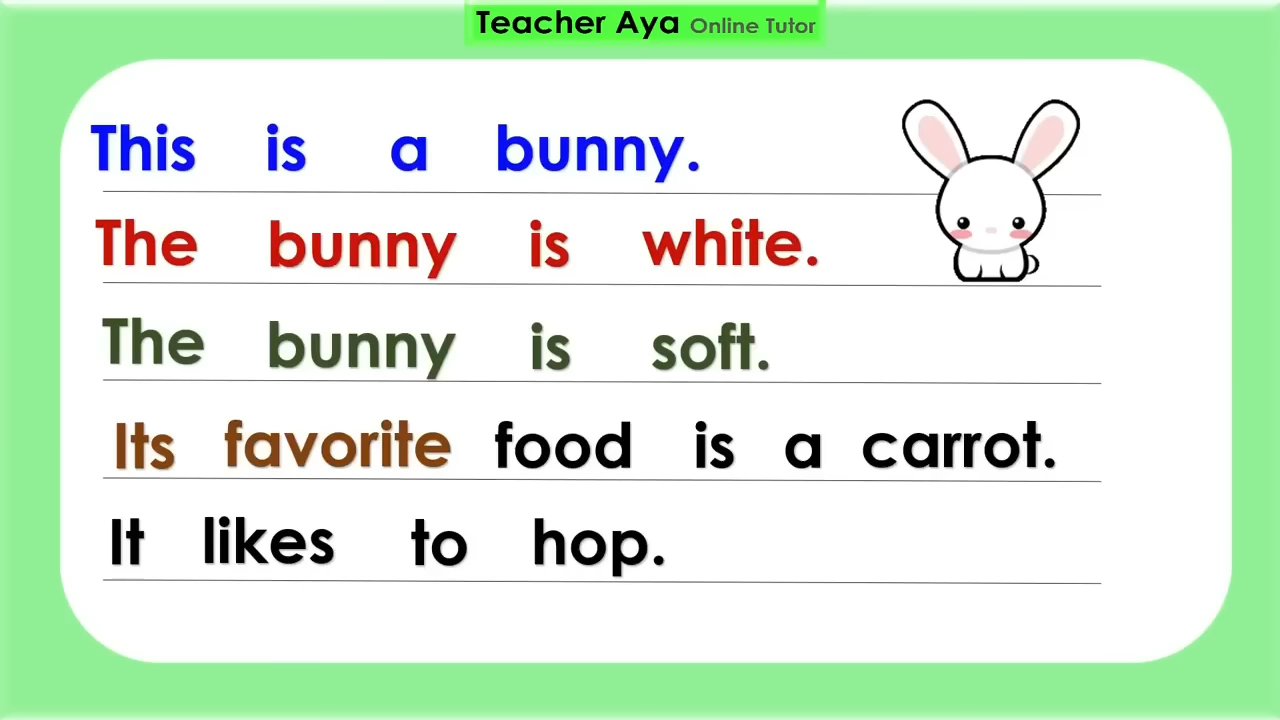 Teacher Aya Online Tutor
This is a bunny.
The bunny is white.
The bunny is soft.
Its favorite food is a carrot.
It likes to hop.